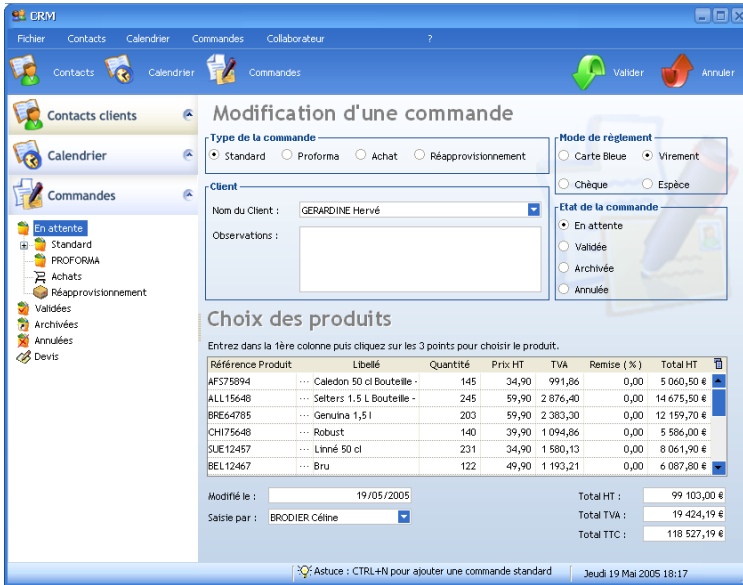 CRM
Fichier Contacts Calendrier Commandes Collaborateur ?
Contacts Calendrier Commandes Valider Annuler
Contacts clients
Calendrier
Commandes
En attente
Standard
PROFORMA
Achats
Réapprovisionnement
Validées
Archivées
Annulées
Devis
Modification d'une commande
Type de la commande
Standard Proforma Achat Réapprovisionnement
Mode de règlement
Carte Bleue Virement
Chèque Espèce
Client
Nom du Client : GERARDINE Hervé
Observations :
Etat de la commande
En attente
Validée
Archivée
Annulée
Choix des produits
Entrez dans la 1ère colonne puis cliquez sur les 3 points pour choisir le produit.
Référence Produit Libellé Quantité Prix HT TVA Remise ( % ) Total HT
AFS75894 ... Caledon 50 cl Bouteille - 145 34,90 991,86 0,00 5 060,50 €
ALL15648 ... Selters 1.5 L Bouteille - 245 59,90 2 876,40 0,00 14 675,50 €
BRE64785 ... Genuina 1,5 l 203 59,90 2 383,30 0,00 12 159,70 €
CHI75648 ... Robust 140 39,90 1 094,86 0,00 5 586,00 €
SUE12457 ... Linné 50 cl 231 34,90 1 580,13 0,00 8 061,90 €
BEL12467 ... Bru 122 49,90 1 193,21 0,00 6 087,80 €
Modifié le : 19/05/2005
Saisie par : BRODIER Céline
Total HT : 99 103,00 €
Total TVA : 19 424,19 €
Total TTC : 118 527,19 €
Astuce : CTRL+N pour ajouter une commande standard
Jeudi 19 Mai 2005 18:17